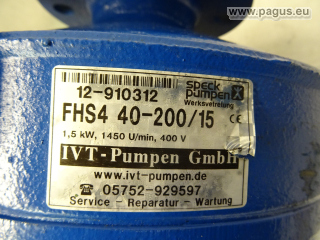 www.pagus.eu
12-910312
speck pumpen
Werksvertretung
FHS4 40-200/15 CE
1,5 kW, 1450 U/min, 400 V
IVT-Pumpen GmbH
www.ivt-pumpen.de
☎05752-929597
Service - Reparatur - Wartung